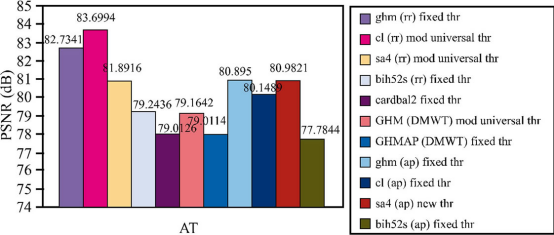 85
84
83
82
81
80
79
78
77
76
75
74
PSNR (dB)
82.7341
83.6994
81.8916
79.2436
79.0126
79.1642
79.0114
80.895
80.1489
80.9821
77.7844
AT
ghm (rr) fixed thr
cl (rr) mod universal thr
sa4 (rr) mod universal thr
bih52s (rr) fixed thr
cardbal2 fixed thr
GHM (DMWT) mod universal thr
GHMAP (DMWT) fixed thr
ghm (ap) fixed thr
cl (ap) fixed thr
sa4 (ap) new thr
bih52s (ap) fixed thr